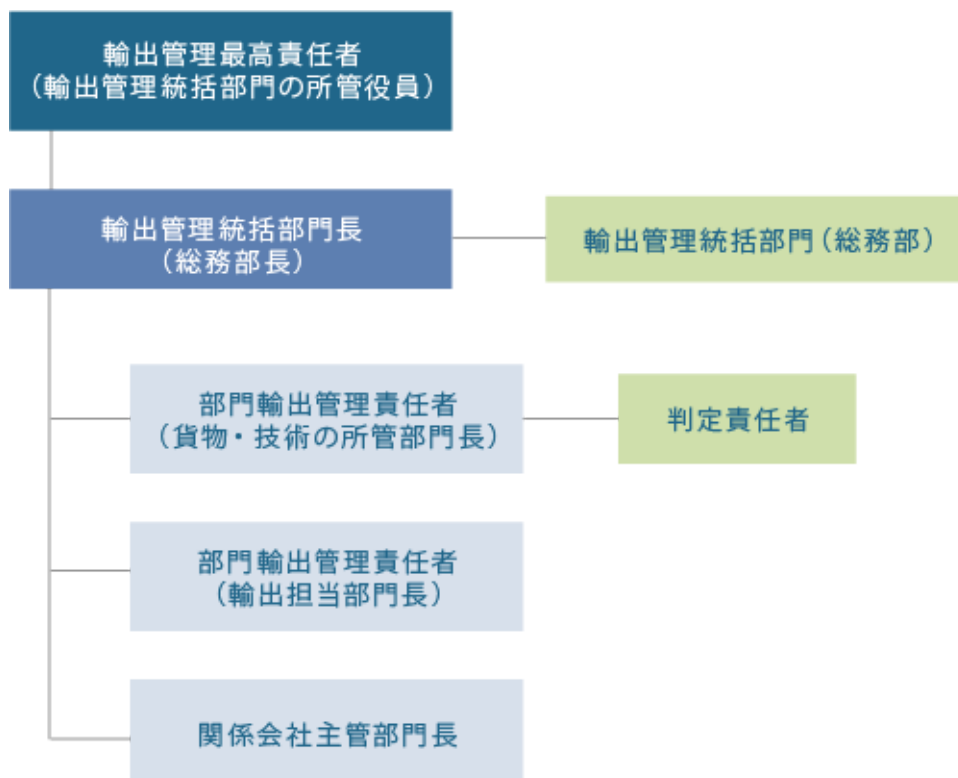 輸出管理最高責任者
（輸出管理統括部門の所管役員）
輸出管理統括部門長
（総務部長）
輸出管理統括部門（総務部）
部門輸出管理責任者
（貨物・技術の所管部門長）
判定責任者
部門輸出管理責任者
（輸出担当部門長）
関係会社主管部門長